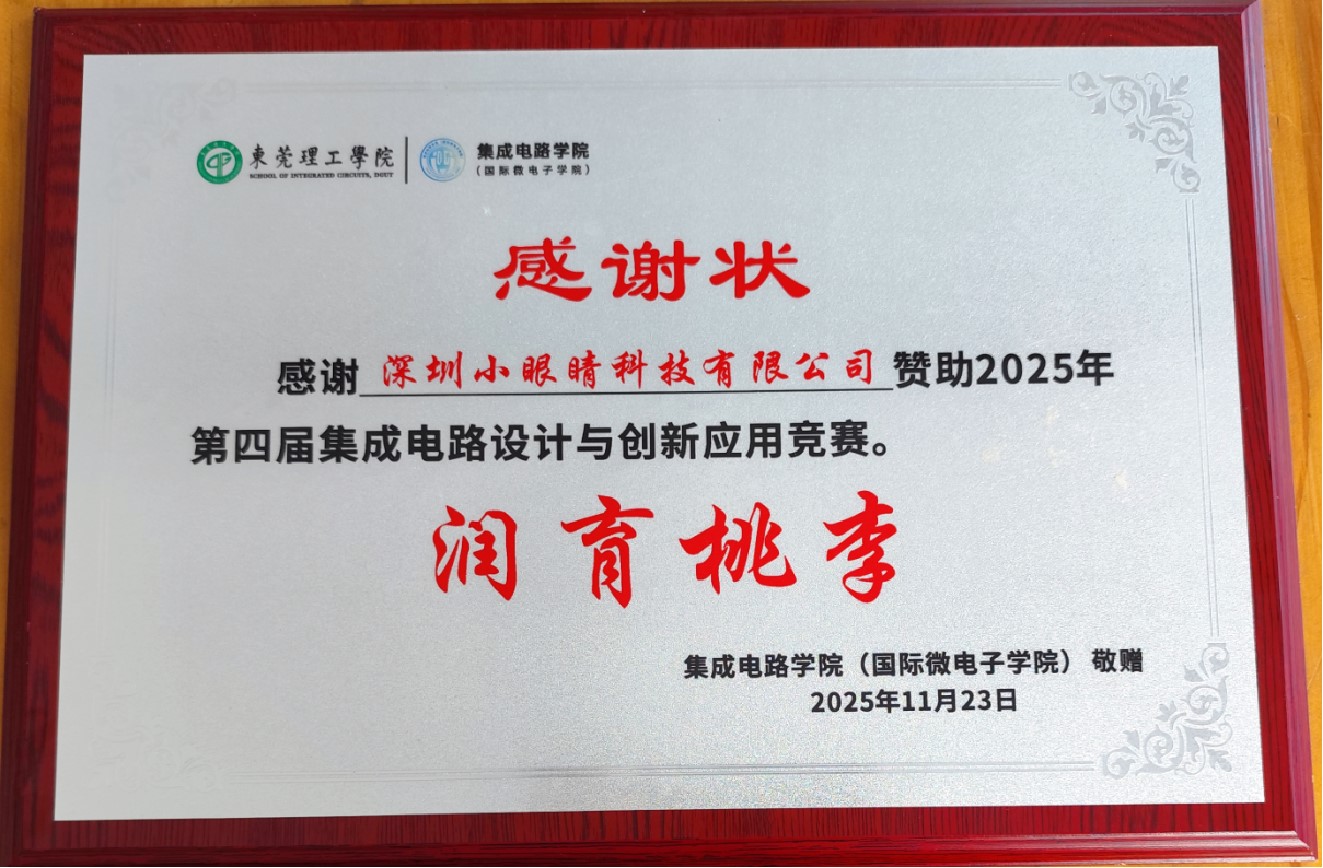 東莞理工學院 集成电路学院
SCHOOL OF INTEGRATED CIRCUITS, DGUT （国际微电子学院）
感谢状
感谢 深圳小眼睛科技有限公司 赞助2025年
第四届集成电路设计与创新应用竞赛。
润育桃李
集成电路学院（国际微电子学院） 敬赠
2025年11月23日